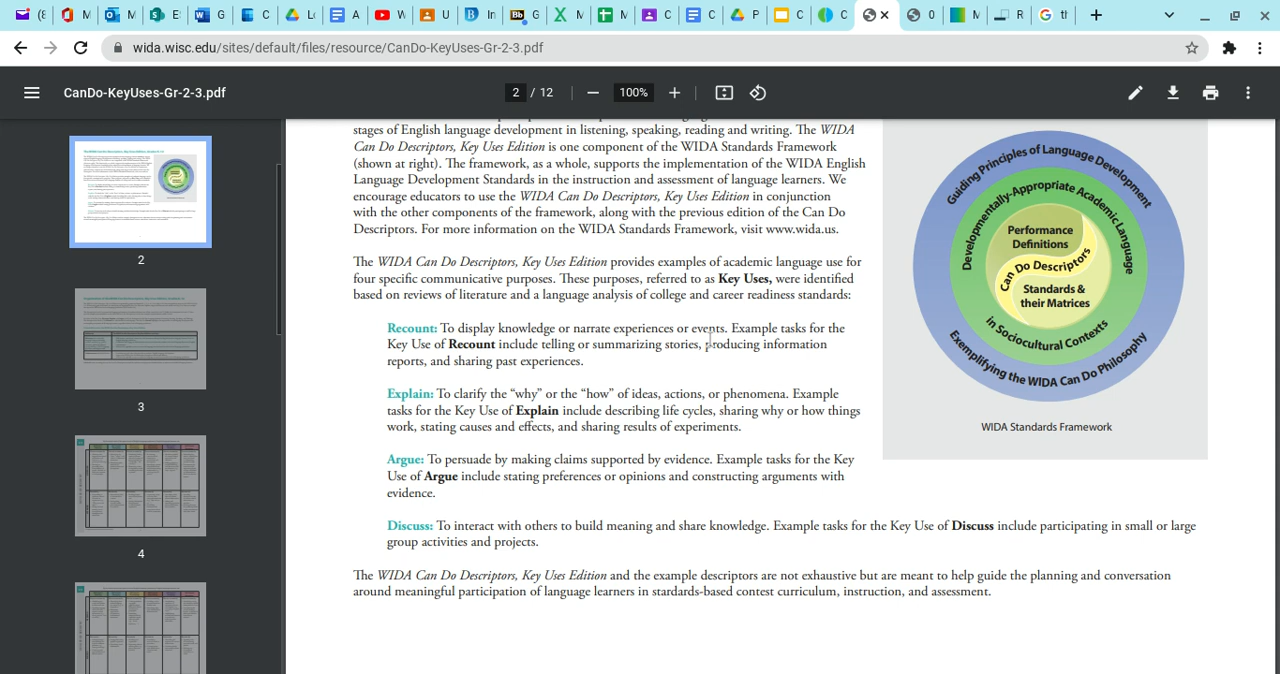 (8
M
M
E
G
C
L
A
W
U
In
G
M
M
C
C
P
C
C
0
M
R
tl
wida.wisc.edu/sites/default/files/resource/CanDo-KeyUses-Gr-2-3.pdf
CanDo-KeyUses-Gr-2-3.pdf
2 / 12
100%
2
3
4
stages of English language development in listening, speaking, reading and writing. The WIDA
Can Do Descriptors, Key Uses Edition is one component of the WIDA Standards Framework
(shown at right). The framework, as a whole, supports the implementation of the WIDA English
Language Development Standards in the instruction and assessment of language learners. We
encourage educators to use the WIDA Can Do Descriptors, Key Uses Edition in conjunction
with the other components of the framework, along with the previous edition of the Can Do
Descriptors. For more information on the WIDA Standards Framework, visit www.wida.us.
The WIDA Can Do Descriptors, Key Uses Edition provides examples of academic language use for
four specific communicative purposes. These purposes, referred to as Key Uses, were identified
based on reviews of literature and a language analysis of college and career readiness standards:
Recount: To display knowledge or narrate experiences or events. Example tasks for the
Key Use of Recount include telling or summarizing stories, producing information
reports, and sharing past experiences.
Explain: To clarify the “why” or the “how” of ideas, actions, or phenomena. Example
tasks for the Key Use of Explain include describing life cycles, sharing why or how things
work, stating causes and effects, and sharing results of experiments.
Argue: To persuade by making claims supported by evidence. Example tasks for the Key
Use of Argue include stating preferences or opinions and constructing arguments with
evidence.
Discuss: To interact with others to build meaning and share knowledge. Example tasks for the Key Use of Discuss include participating in small or large
group activities and projects.
The WIDA Can Do Descriptors, Key Uses Edition and the example descriptors are not exhaustive but are meant to help guide the planning and conversation
around meaningful participation of language learners in stardards-based contest curriculum, instruction, and assessment.
Guiding Principles of Language Development
Developmentally-Appropriate Academic Language
Performance
Definitions
Can Do Descriptors
Standards &
their Matrices
in Sociocultural Contexts
Exemplifying the WIDA Can Do Philosophy
WIDA Standards Framework